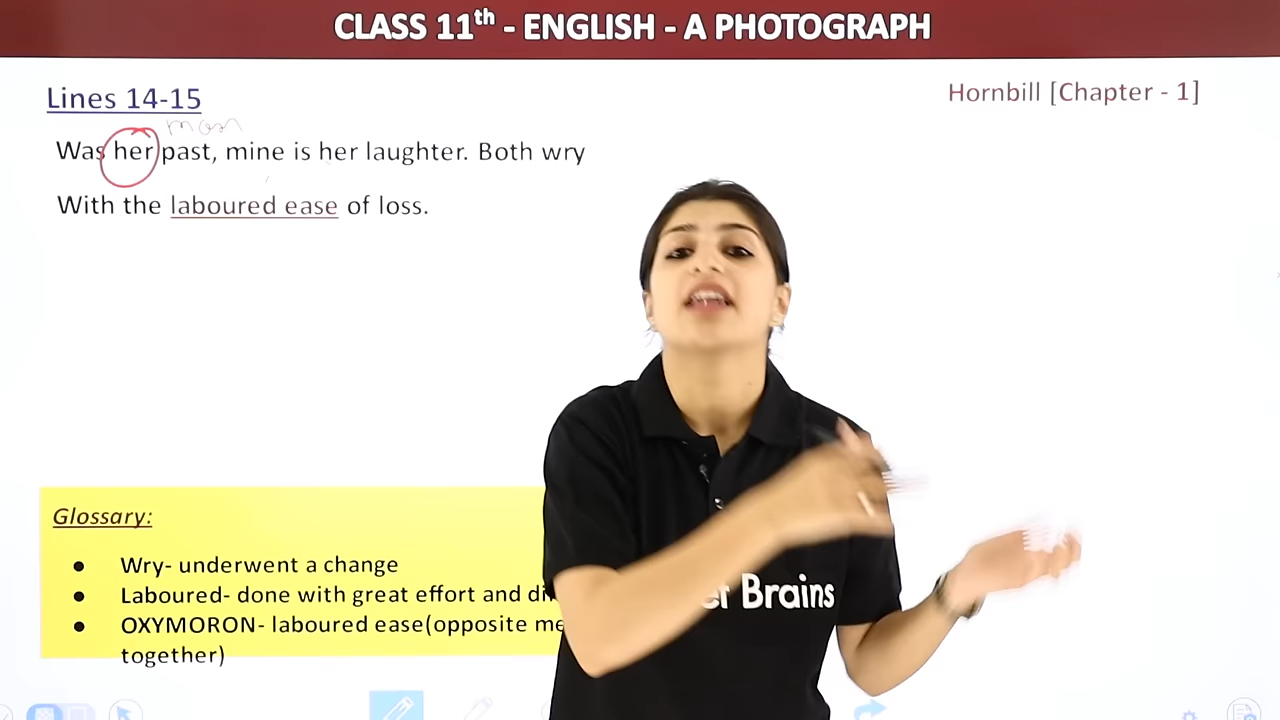 CLASS 11th - ENGLISH - A PHOTOGRAPH
Lines 14-15
Hornbill [Chapter - 1]
mom
Was her past, mine is her laughter. Both wry
With the laboured ease of loss.
Glossary:
● Wry- underwent a change
● Laboured- done with great effort and
● OXYMORON- laboured ease(opposite
together)
Brains